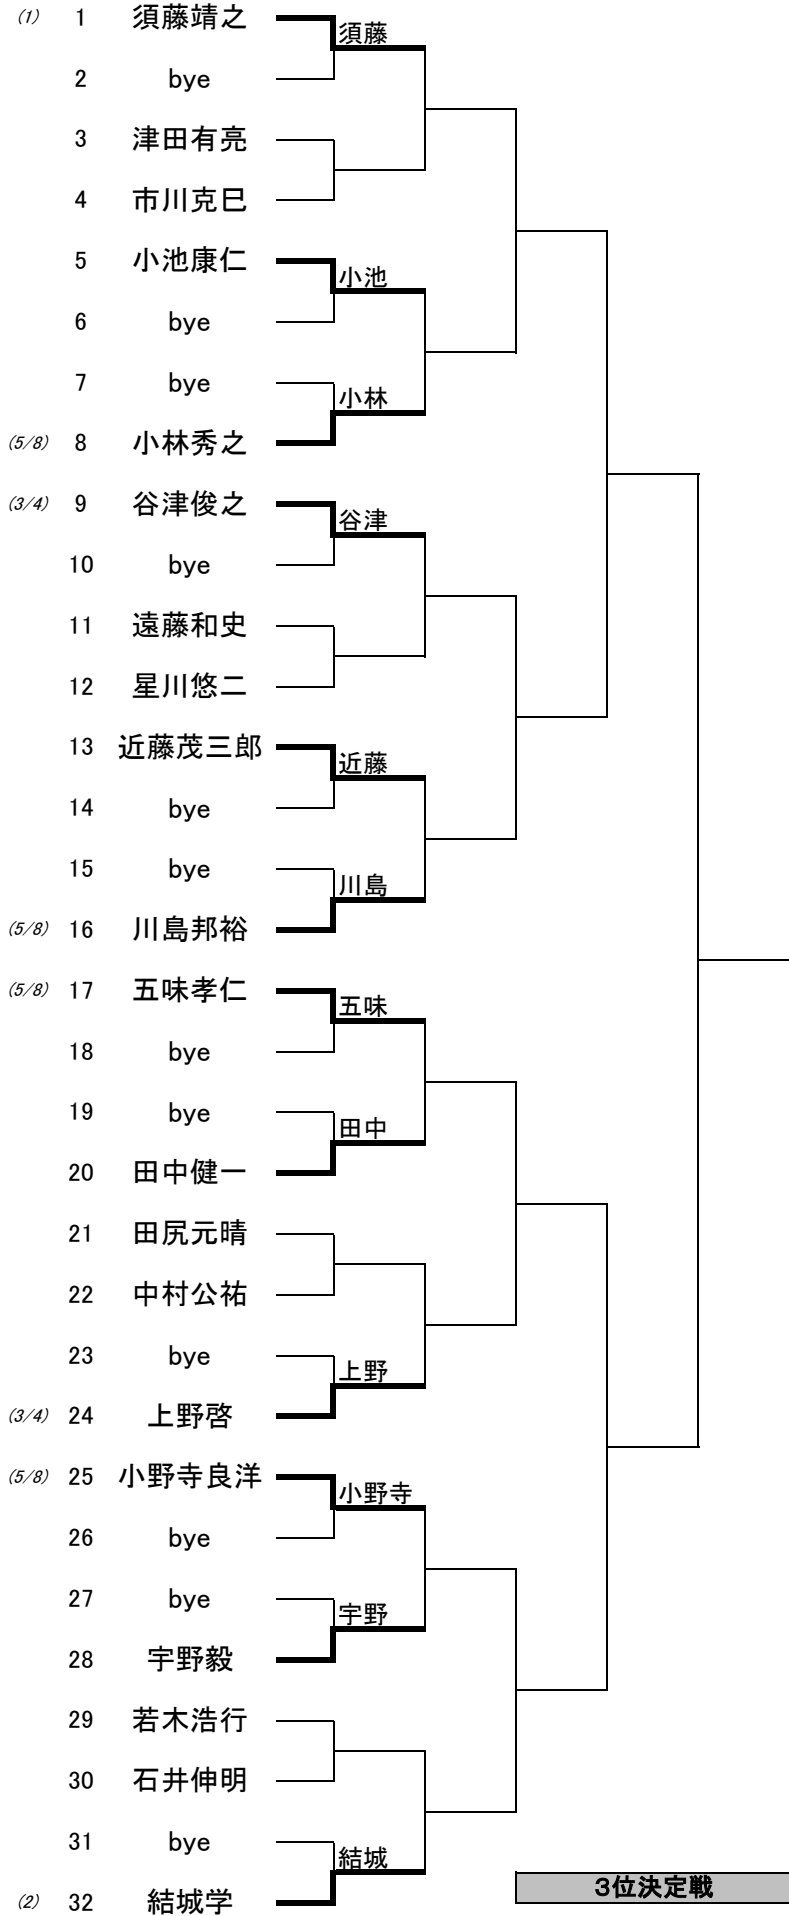 (1) 1 須藤靖之
須藤
2 bye
3 津田有亮
4 市川克巳
5 小池康仁
小池
6 bye
7 bye
小林
(5/8) 8 小林秀之
(3/4) 9 谷津俊之
谷津
10 bye
11 遠藤和史
12 星川悠二
13 近藤茂三郎
近藤
14 bye
15 bye
川島
(5/8) 16 川島邦裕
(5/8) 17 五味孝仁
五味
18 bye
19 bye
田中
20 田中健一
21 田尻元晴
22 中村公祐
23 bye
上野
(3/4) 24 上野啓
(5/8) 25 小野寺良洋
小野寺
26 bye
27 bye
宇野
28 宇野毅
29 若木浩行
30 石井伸明
31 bye
結城
(2) 32 結城学
3位決定戦